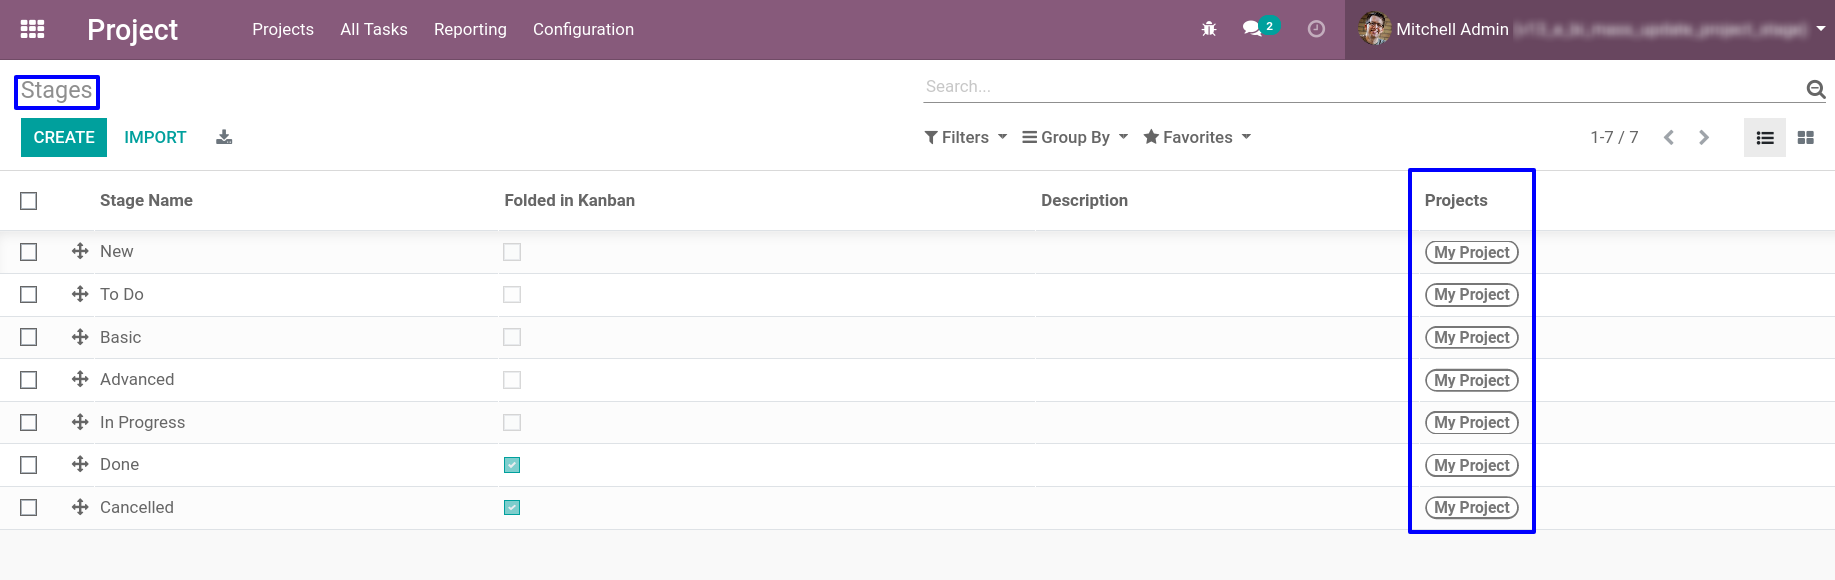 Project Projects All Tasks Reporting Configuration 2 Mitchell Admin
Stages Search...
CREATE IMPORT Filters Group By Favorites 1-7 / 7
Stage Name Folded in Kanban Description Projects
New My Project
To Do My Project
Basic My Project
Advanced My Project
In Progress My Project
Done My Project
Cancelled My Project